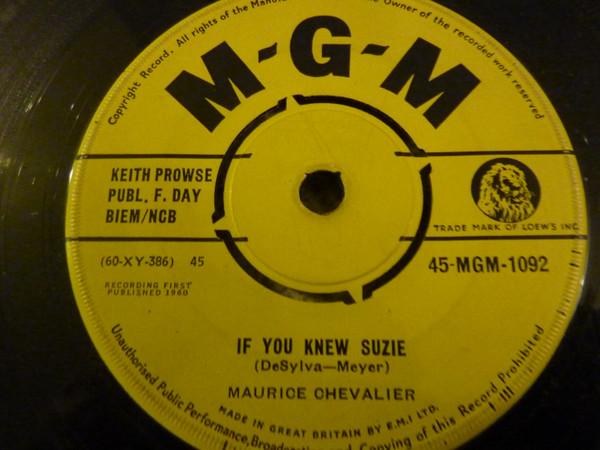 Copyright Record. All rights of the Owner of the recorded work reserved
M-G-M
KEITH PROWSE
PUBL. F. DAY
BIEM/NCB
TRADE MARK OF LOEW'S INC.
(60-XY-386) 45
45-MGM-1092
RECORDING FIRST
PUBLISHED 1960
IF YOU KNEW SUZIE
(DeSylva—Meyer)
MAURICE CHEVALIER
MADE IN GREAT BRITAIN BY E.M.I LTD.
Unauthorised Public Performance, and Copying of this Record Prohibited